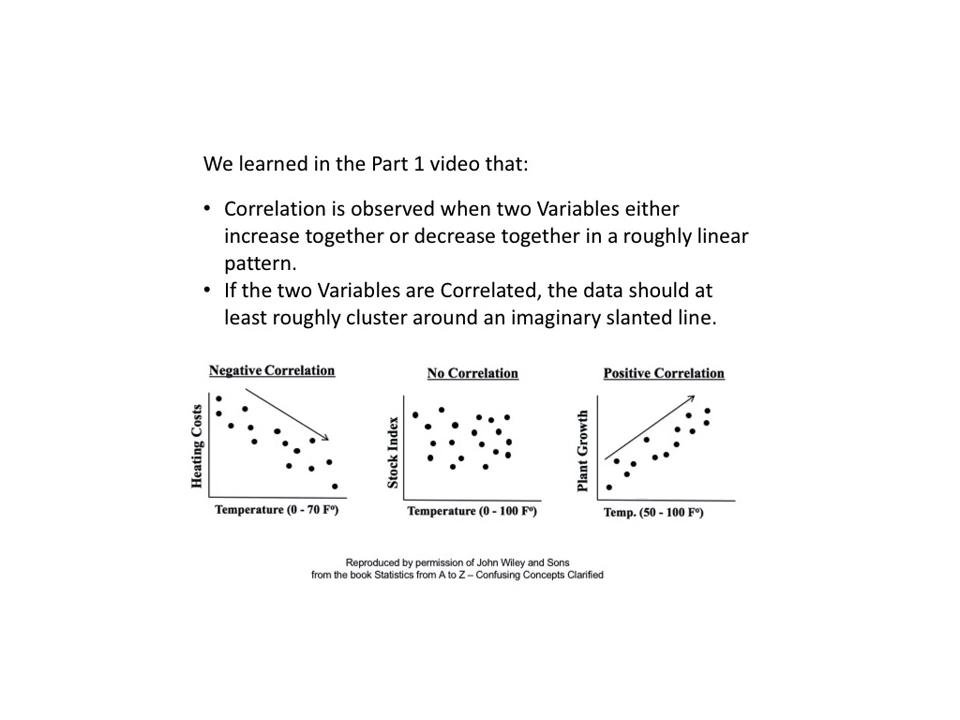 We learned in the Part 1 video that:
• Correlation is observed when two Variables either
increase together or decrease together in a roughly linear
pattern.
• If the two Variables are Correlated, the data should at
least roughly cluster around an imaginary slanted line.
Negative Correlation
Heating Costs
Temperature (0 - 70 Fº)
No Correlation
Stock Index
Temperature (0 - 100 Fº)
Positive Correlation
Plant Growth
Temp. (50 - 100 Fº)
Reproduced by permission of John Wiley and Sons
from the book Statistics from A to Z – Confusing Concepts Clarified